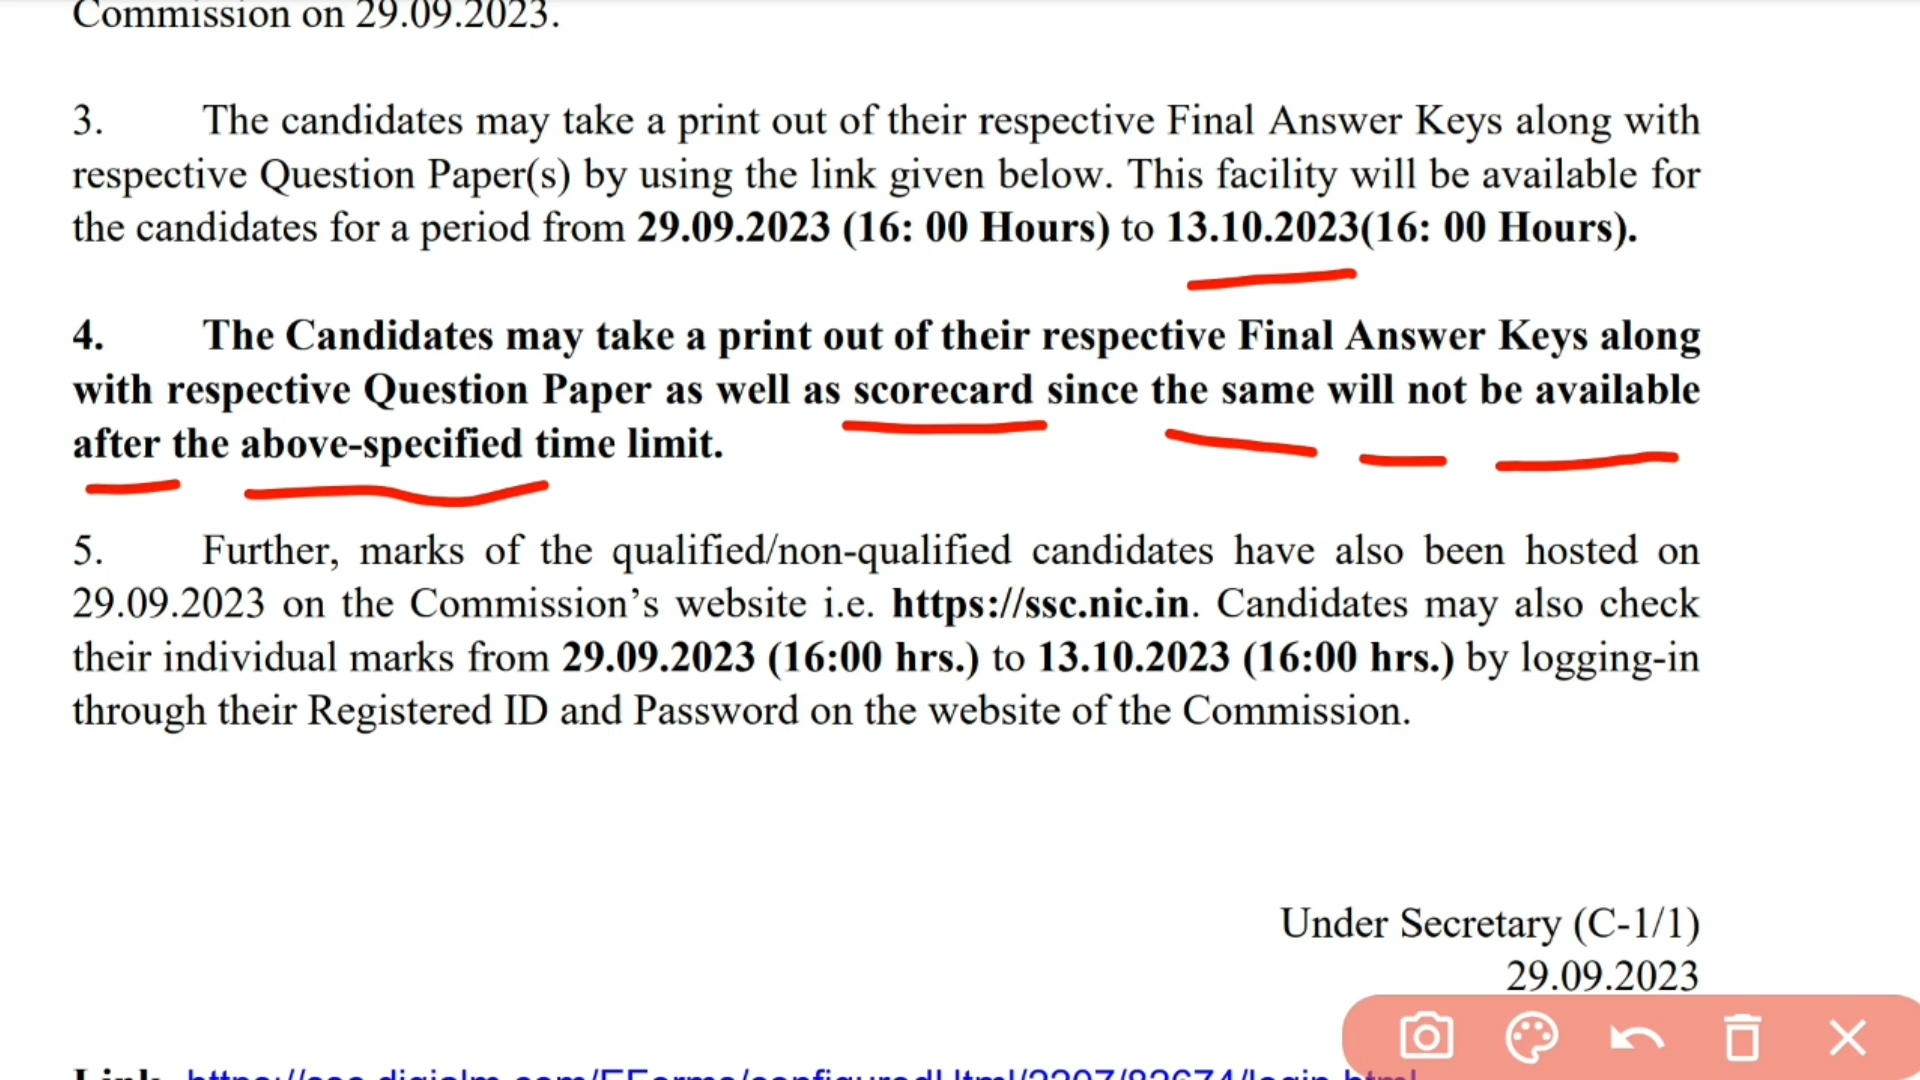 Commission on 29.09.2023.
3. The candidates may take a print out of their respective Final Answer Keys along with
respective Question Paper(s) by using the link given below. This facility will be available for
the candidates for a period from 29.09.2023 (16: 00 Hours) to 13.10.2023(16: 00 Hours).
4. The Candidates may take a print out of their respective Final Answer Keys along
with respective Question Paper as well as scorecard since the same will not be available
after the above-specified time limit.
5. Further, marks of the qualified/non-qualified candidates have also been hosted on
29.09.2023 on the Commission’s website i.e. https://ssc.nic.in. Candidates may also check
their individual marks from 29.09.2023 (16:00 hrs.) to 13.10.2023 (16:00 hrs.) by logging-in
through their Registered ID and Password on the website of the Commission.
Under Secretary (C-1/1)
29.09.2023
Link